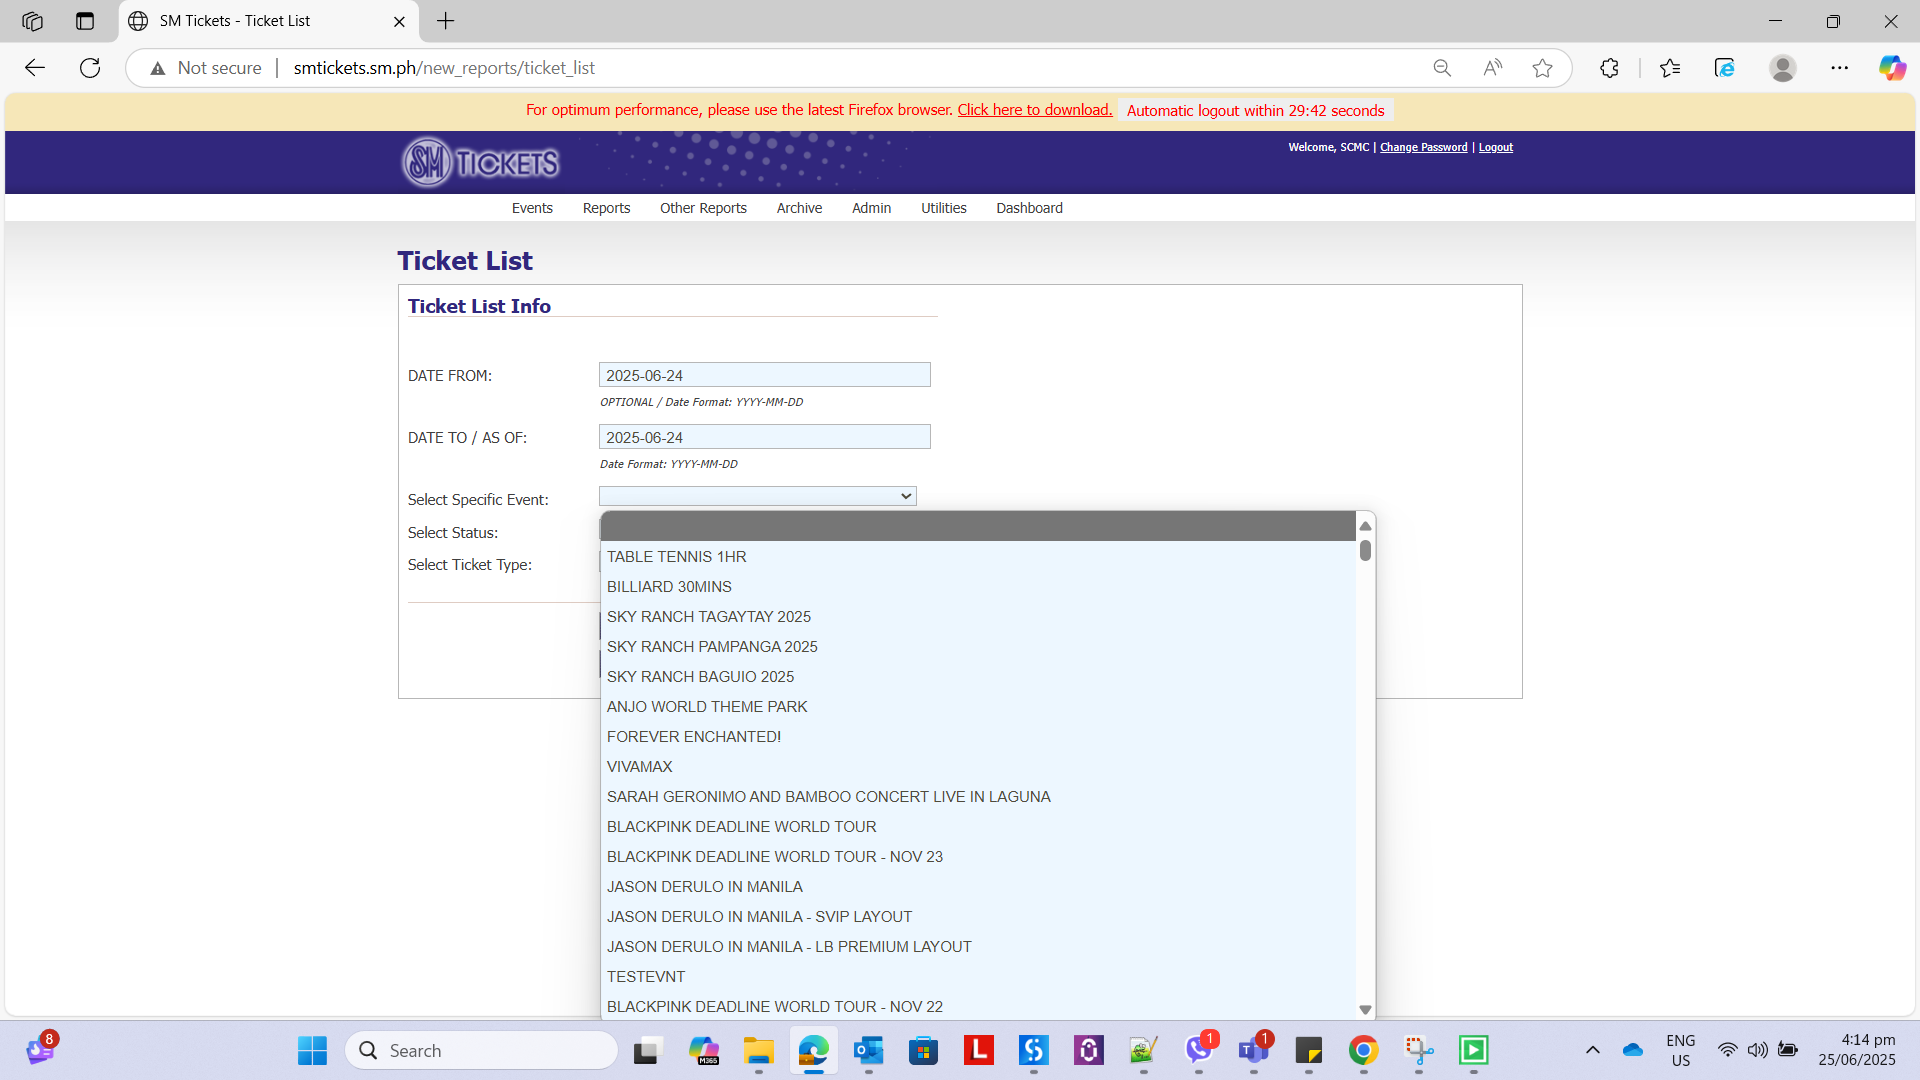 SM Tickets - Ticket List
Not secure
smtickets.sm.ph/new_reports/ticket_list
For optimum performance, please use the latest Firefox browser. Click here to download. Automatic logout within 29:42 seconds
SM TICKETS
Welcome, SCMC | Change Password | Logout
Events Reports Other Reports Archive Admin Utilities Dashboard
Ticket List
Ticket List Info
DATE FROM: 2025-06-24
OPTIONAL / Date Format: YYYY-MM-DD
DATE TO / AS OF: 2025-06-24
Date Format: YYYY-MM-DD
Select Specific Event:
Select Status:
Select Ticket Type:
TABLE TENNIS 1HR
BILLIARD 30MINS
SKY RANCH TAGAYTAY 2025
SKY RANCH PAMPANGA 2025
SKY RANCH BAGUIO 2025
ANJO WORLD THEME PARK
FOREVER ENCHANTED!
VIVAMAX
SARAH GERONIMO AND BAMBOO CONCERT LIVE IN LAGUNA
BLACKPINK DEADLINE WORLD TOUR
BLACKPINK DEADLINE WORLD TOUR - NOV 23
JASON DERULO IN MANILA
JASON DERULO IN MANILA - SVIP LAYOUT
JASON DERULO IN MANILA - LB PREMIUM LAYOUT
TESTEVNT
BLACKPINK DEADLINE WORLD TOUR - NOV 22
8
Search
M365
L
1
1
ENG
US
4:14 pm
25/06/2025